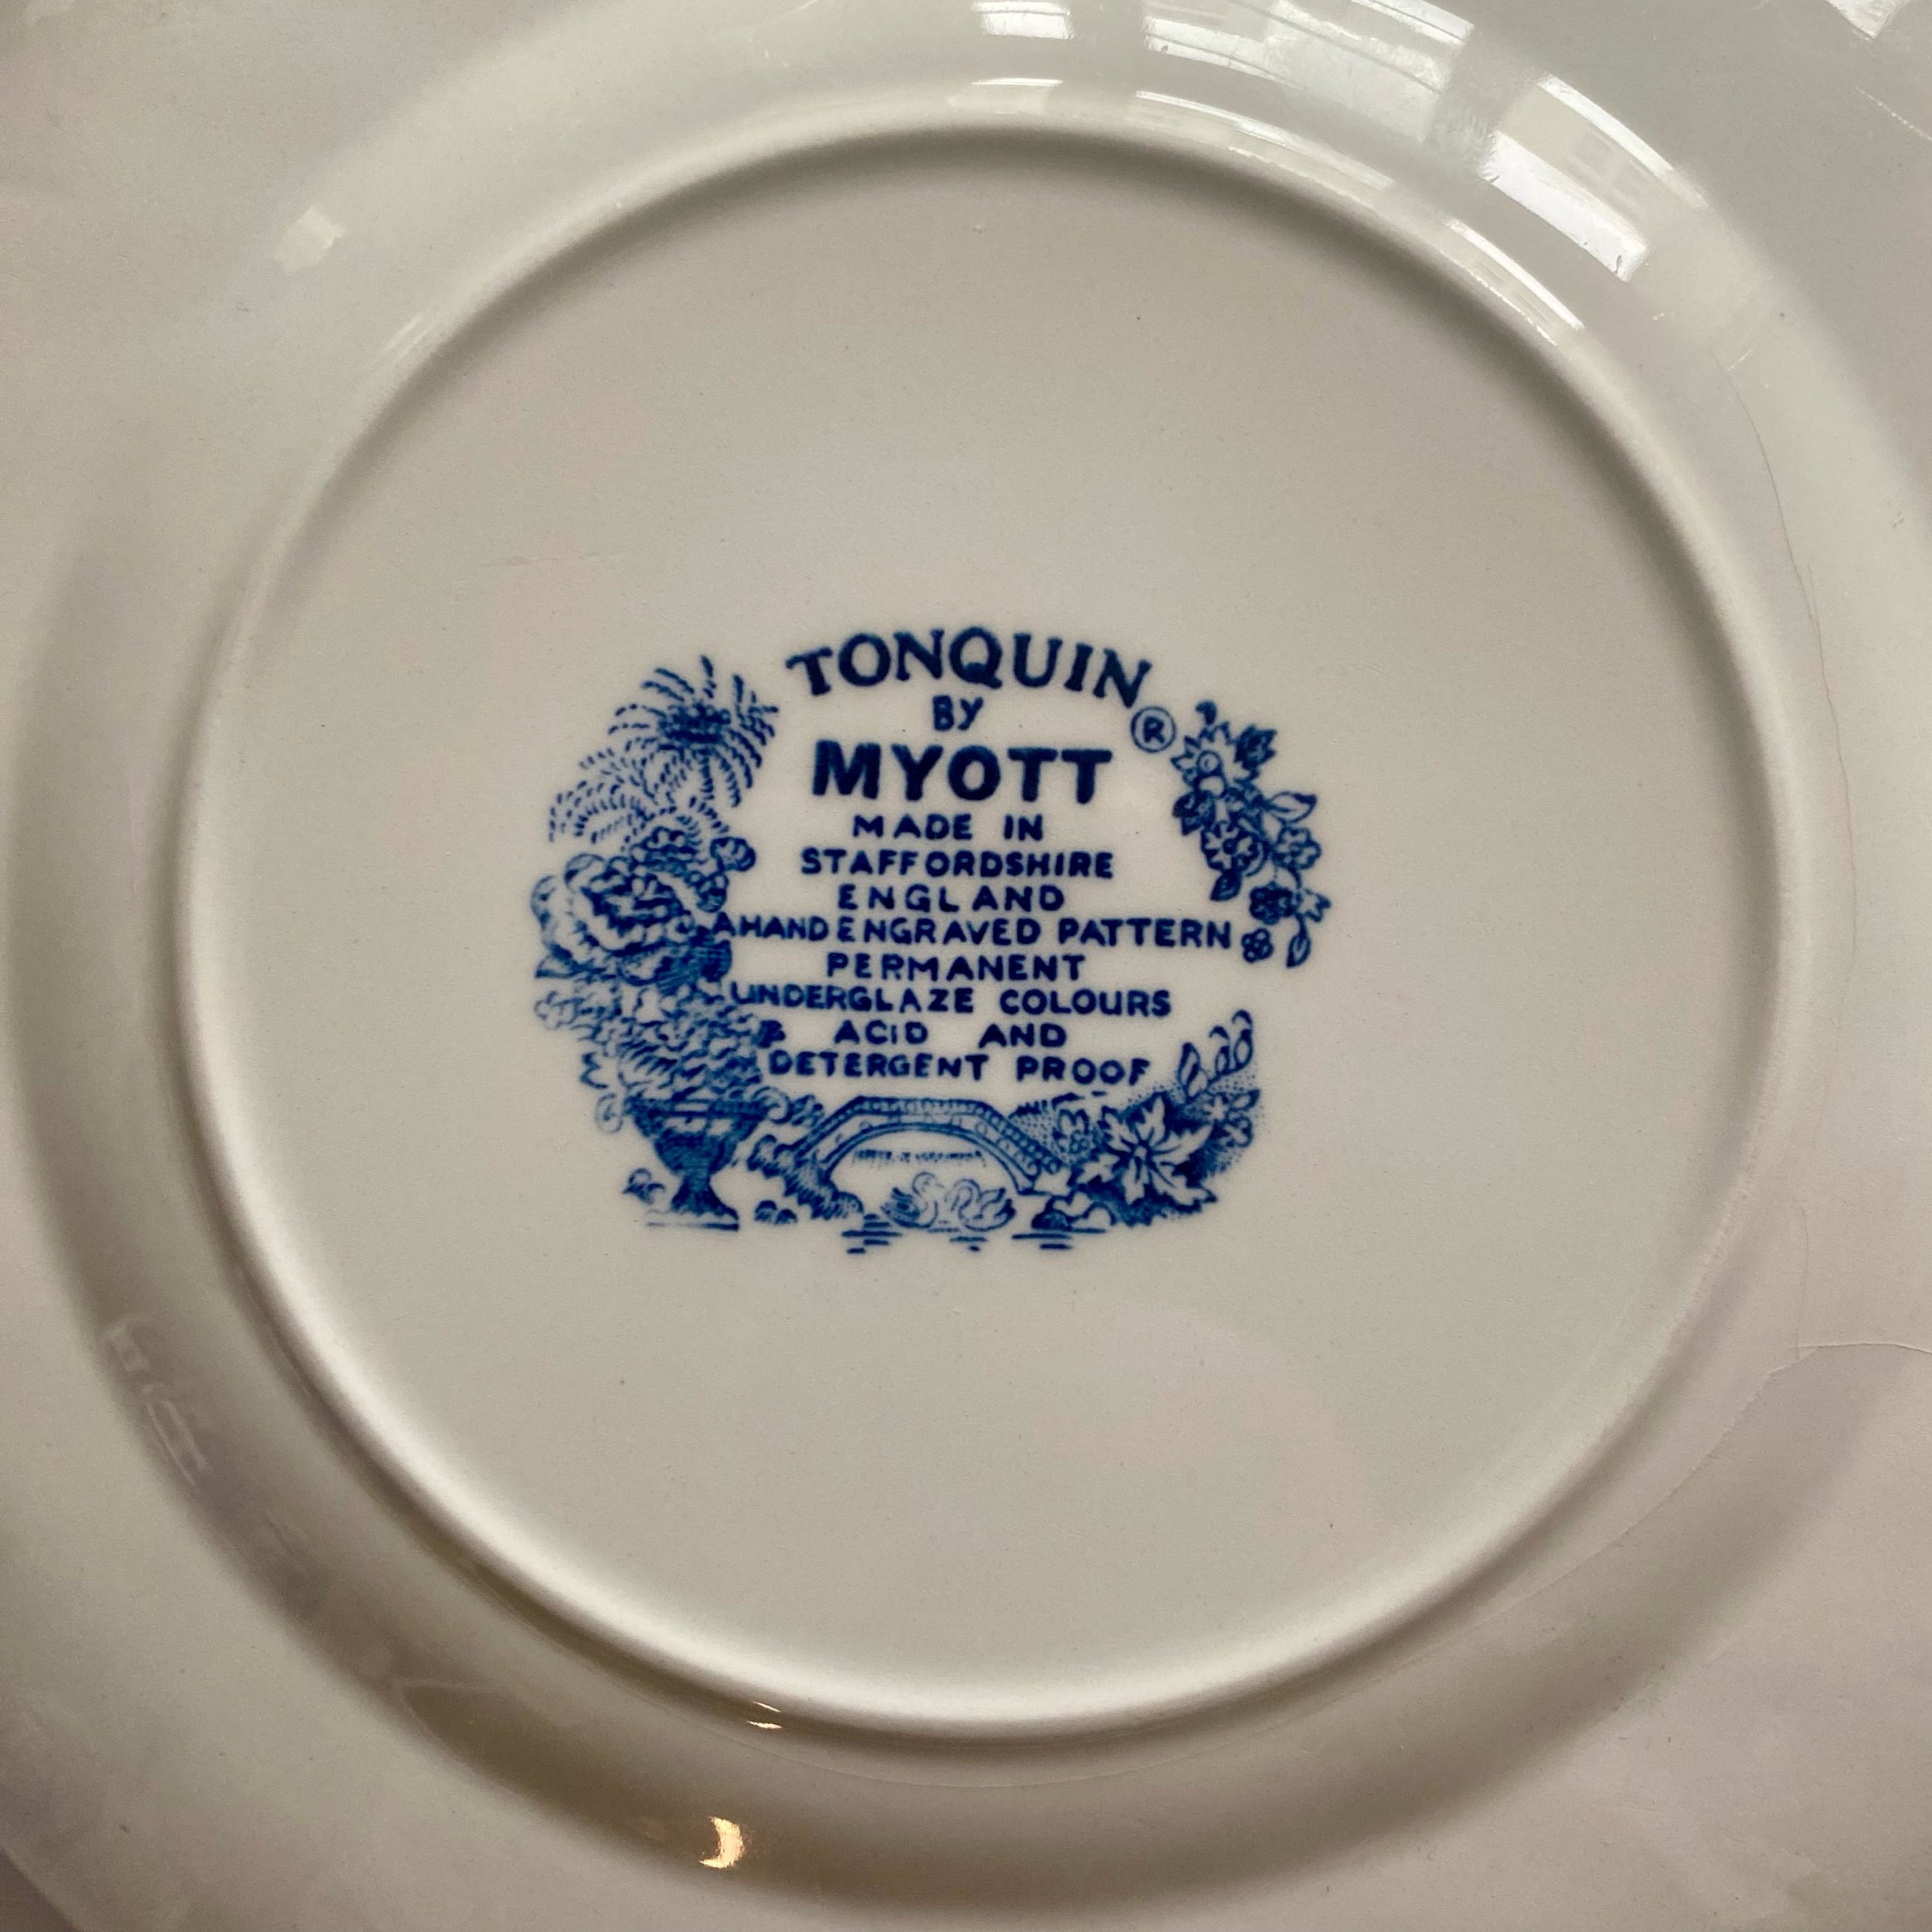 TONQUIN
BY
MYOTT ®
MADE IN
STAFFORDSHIRE
ENGLAND
A HAND ENGRAVED PATTERN
PERMANENT
UNDERGLAZE COLOURS
& ACID AND
DETERGENT PROOF